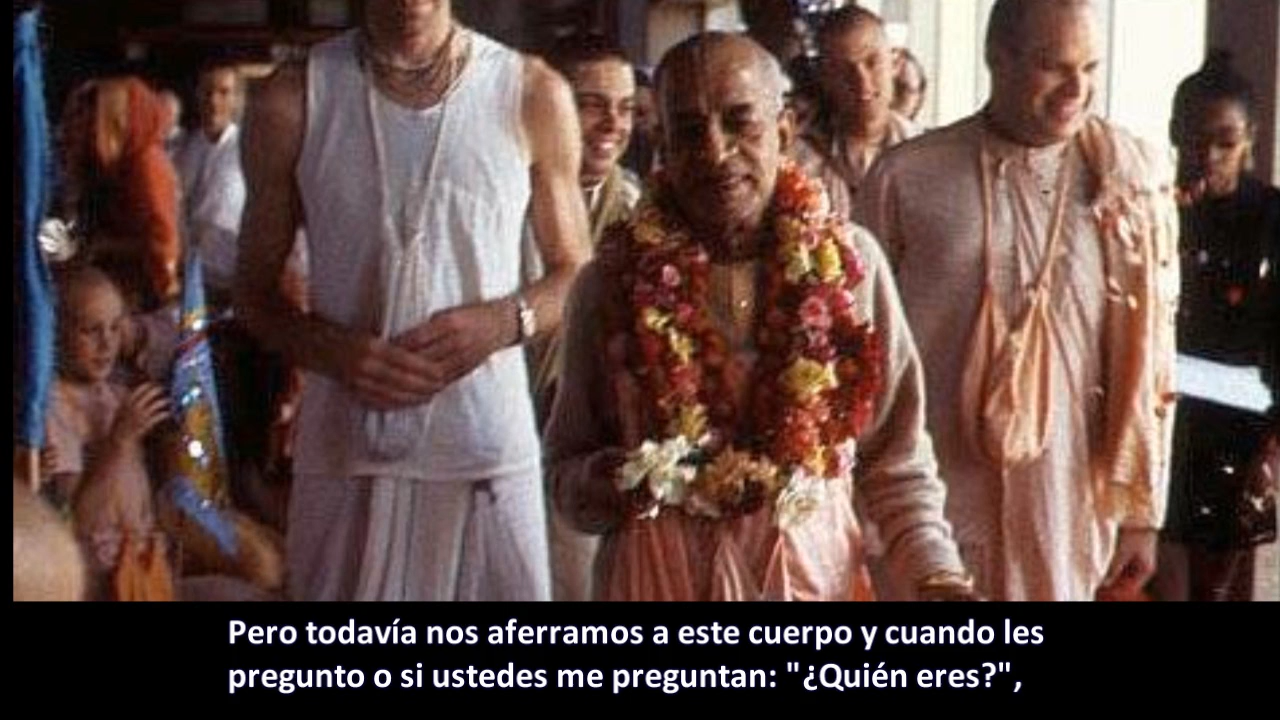 Pero todavía nos aferramos a este cuerpo y cuando les
pregunto o si ustedes me preguntan: "¿Quién eres?",